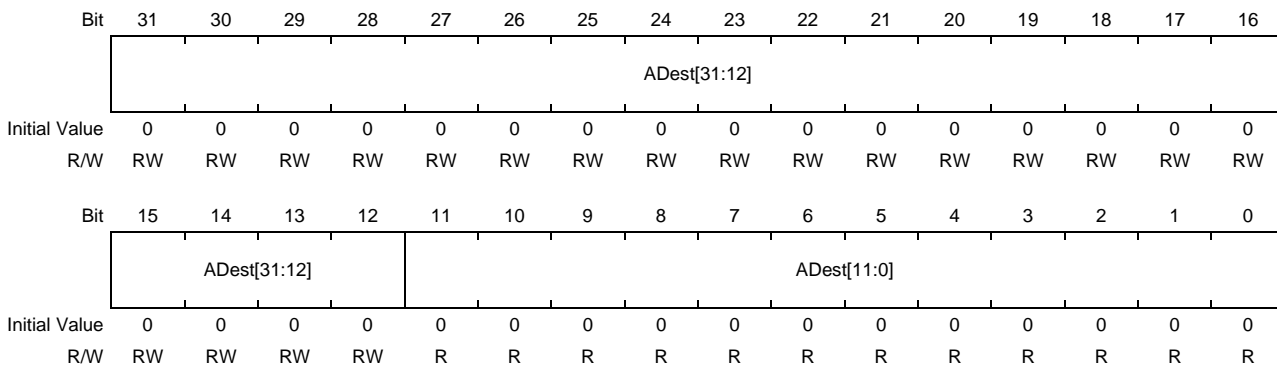 Bit 31 30 29 28 27 26 25 24 23 22 21 20 19 18 17 16
ADest[31:12]
Initial Value 0 0 0 0 0 0 0 0 0 0 0 0 0 0 0 0
R/W RW RW RW RW RW RW RW RW RW RW RW RW RW RW RW RW
Bit 15 14 13 12 11 10 9 8 7 6 5 4 3 2 1 0
ADest[31:12] ADest[11:0]
Initial Value 0 0 0 0 0 0 0 0 0 0 0 0 0 0 0 0
R/W RW RW RW RW R R R R R R R R R R R R